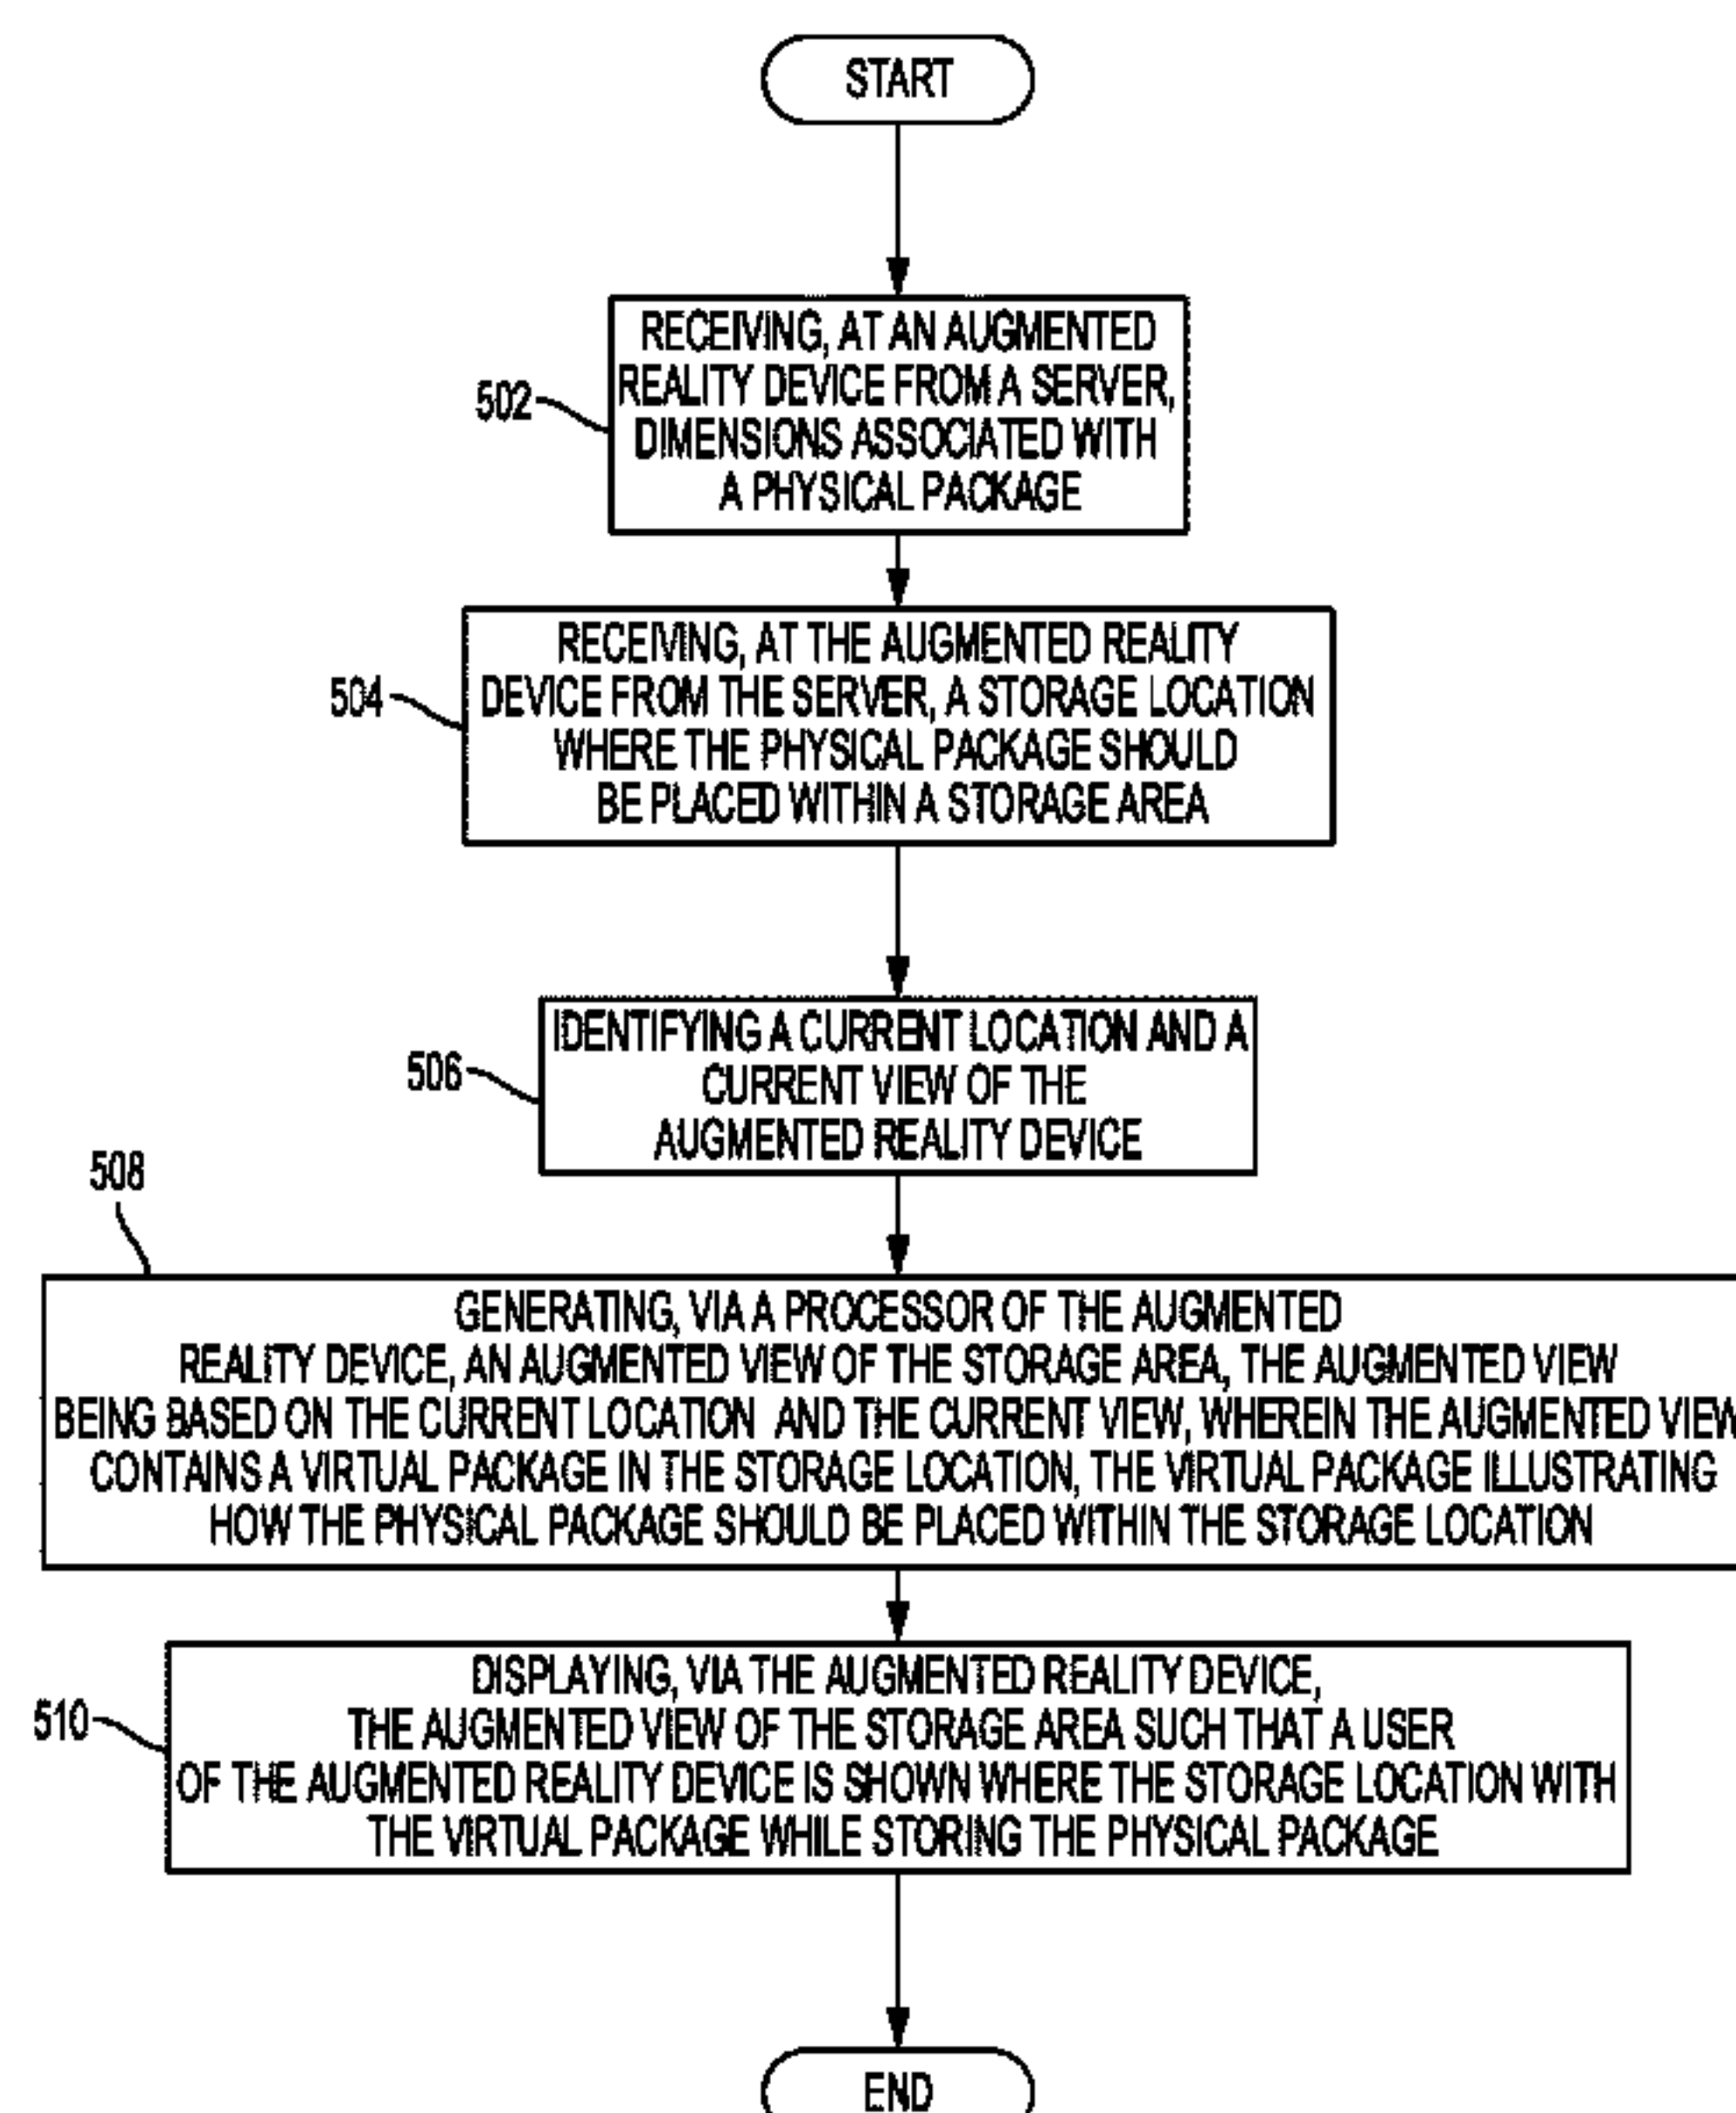 START
502
RECEIVING, AT AN AUGMENTED
REALITY DEVICE FROM A SERVER,
DIMENSIONS ASSOCIATED WITH
A PHYSICAL PACKAGE
504
RECEIVING, AT THE AUGMENTED REALITY
DEVICE FROM THE SERVER, A STORAGE LOCATION
WHERE THE PHYSICAL PACKAGE SHOULD
BE PLACED WITHIN A STORAGE AREA
506
IDENTIFYING A CURRENT LOCATION AND A
CURRENT VIEW OF THE
AUGMENTED REALITY DEVICE
508
GENERATING, VIA A PROCESSOR OF THE AUGMENTED
REALITY DEVICE, AN AUGMENTED VIEW OF THE STORAGE AREA, THE AUGMENTED VIEW
BEING BASED ON THE CURRENT LOCATION AND THE CURRENT VIEW, WHEREIN THE AUGMENTED VIEW
CONTAINS A VIRTUAL PACKAGE IN THE STORAGE LOCATION, THE VIRTUAL PACKAGE ILLUSTRATING
HOW THE PHYSICAL PACKAGE SHOULD BE PLACED WITHIN THE STORAGE LOCATION
510
DISPLAYING, VIA THE AUGMENTED REALITY DEVICE,
THE AUGMENTED VIEW OF THE STORAGE AREA SUCH THAT A USER
OF THE AUGMENTED REALITY DEVICE IS SHOWN WHERE THE STORAGE LOCATION WITH
THE VIRTUAL PACKAGE WHILE STORING THE PHYSICAL PACKAGE
END